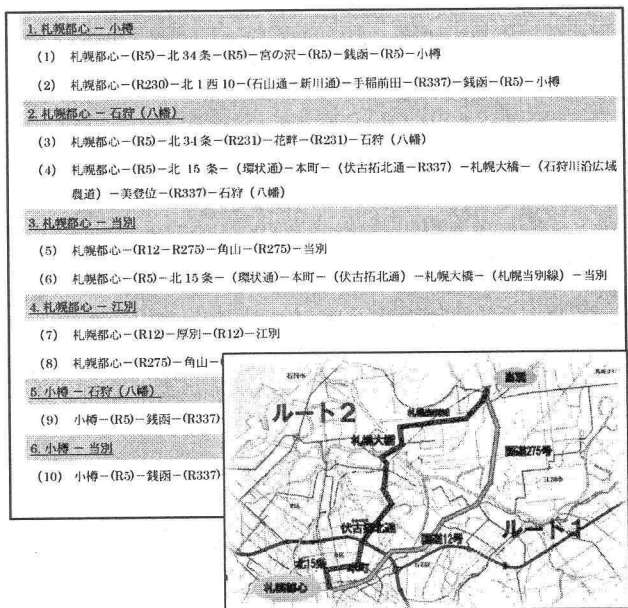 1. 札幌都心 － 小樽
(1) 札幌都心－(R5)－北34条－(R5)－宮の沢－(R5)－銭函－(R5)－小樽
(2) 札幌都心－(R230)－北1西10－(石山通－新川通)－手稲前田－(R337)－銭函－(R5)－小樽
2. 札幌都心 － 石狩（八幡）
(3) 札幌都心－(R5)－北34条－(R231)－花畔－(R231)－石狩（八幡）
(4) 札幌都心－(R5)－北15条－（環状通)－本町－（伏古拓北通－R337）－札幌大橋－（石狩川沿広域
農道）－美登位－(R337)－石狩（八幡）
3. 札幌都心 － 当別
(5) 札幌都心－(R12－R275)－角山－(R275)－当別
(6) 札幌都心－(R5)－北15条－（環状通)－本町－（伏古拓北通）－札幌大橋－（札幌当別線）－当別
4. 札幌都心 － 江別
(7) 札幌都心－(R12)－厚別－(R12)－江別
(8) 札幌都心－(R275)－角山－
5. 小樽 － 石狩（八幡）
(9) 小樽－(R5)－銭函－(R337)
6. 小樽 － 当別
(10) 小樽－(R5)－銭函－(R337)
当別
ルート2
札幌大橋
国道275号
伏古拓北通
ルート1
国道12号
北15条
本町
札幌都心